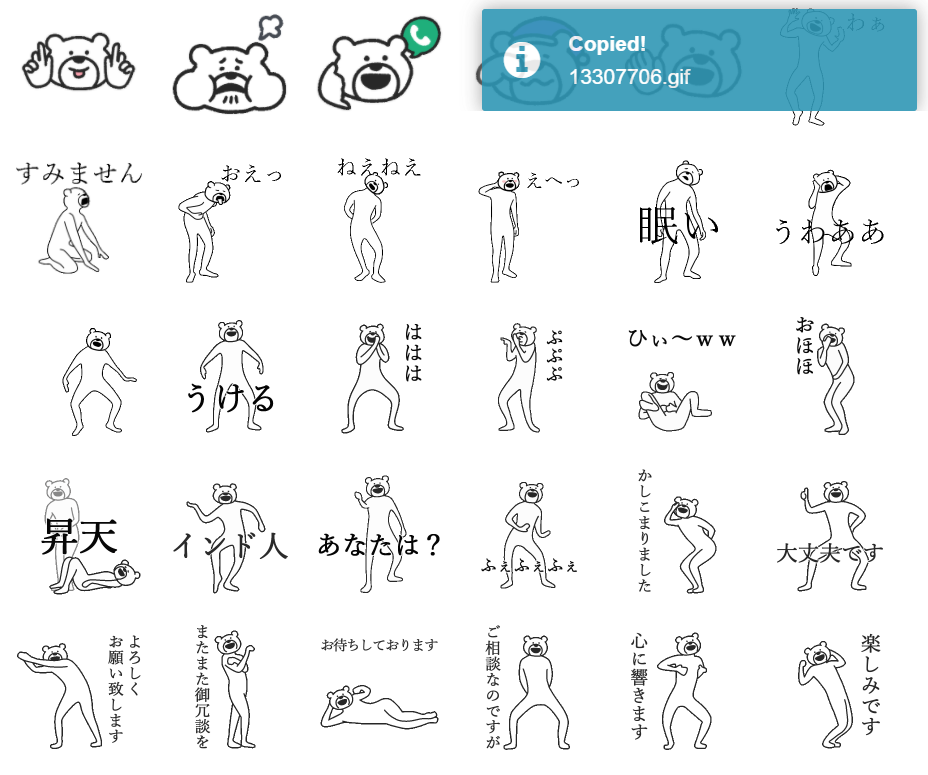 Copied!
13307706.gif
わぁ
すみません
おえっ
ねえねえ
えへっ
眠い
うわああ
うける
ははは
ぷぷぷ
ひぃ〜ｗｗ
おほほ
昇天
インド人
あなたは？
ふぇふぇふぇ
かしこまりました
大丈夫です
よろしく
お願い致します
またまた御冗談を
お待ちしております
ご相談なのですが
心に響きます
楽しみです